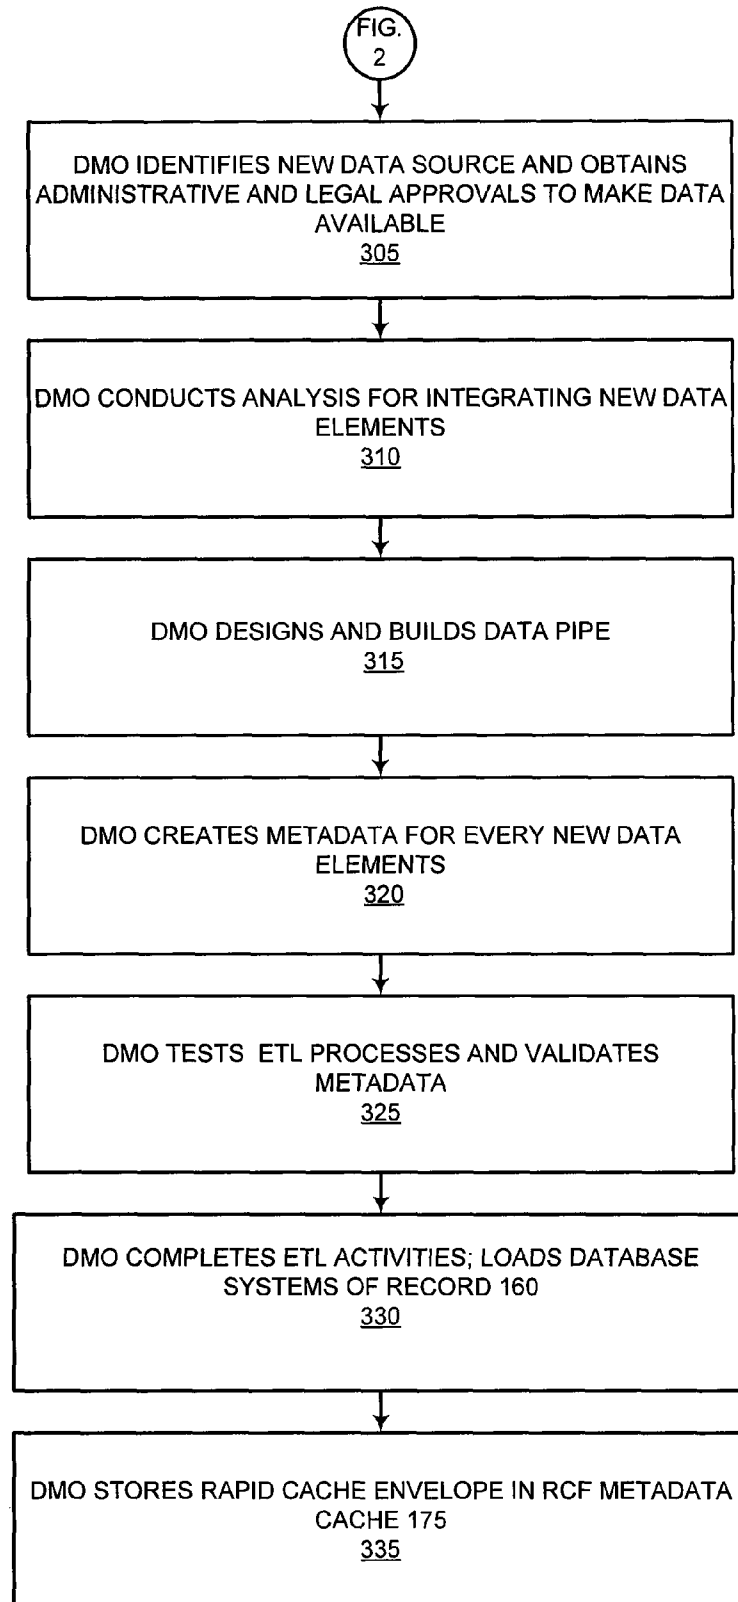 FIG.
2
DMO IDENTIFIES NEW DATA SOURCE AND OBTAINS
ADMINISTRATIVE AND LEGAL APPROVALS TO MAKE DATA
AVAILABLE
305
DMO CONDUCTS ANALYSIS FOR INTEGRATING NEW DATA
ELEMENTS
310
DMO DESIGNS AND BUILDS DATA PIPE
315
DMO CREATES METADATA FOR EVERY NEW DATA
ELEMENTS
320
DMO TESTS ETL PROCESSES AND VALIDATES
METADATA
325
DMO COMPLETES ETL ACTIVITIES; LOADS DATABASE
SYSTEMS OF RECORD 160
330
DMO STORES RAPID CACHE ENVELOPE IN RCF METADATA
CACHE 175
335